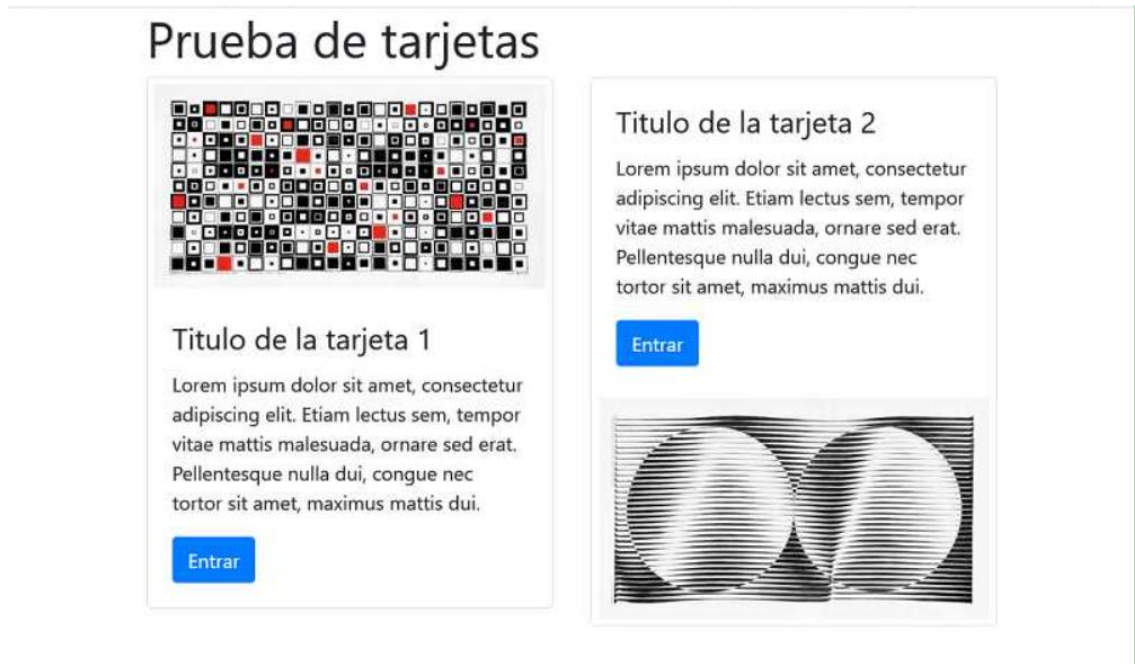 Prueba de tarjetas
Titulo de la tarjeta 1
Lorem ipsum dolor sit amet, consectetur
adipiscing elit. Etiam lectus sem, tempor
vitae mattis malesuada, ornare sed erat.
Pellentesque nulla dui, congue nec
tortor sit amet, maximus mattis dui.
Entrar
Titulo de la tarjeta 2
Lorem ipsum dolor sit amet, consectetur
adipiscing elit. Etiam lectus sem, tempor
vitae mattis malesuada, ornare sed erat.
Pellentesque nulla dui, congue nec
tortor sit amet, maximus mattis dui.
Entrar